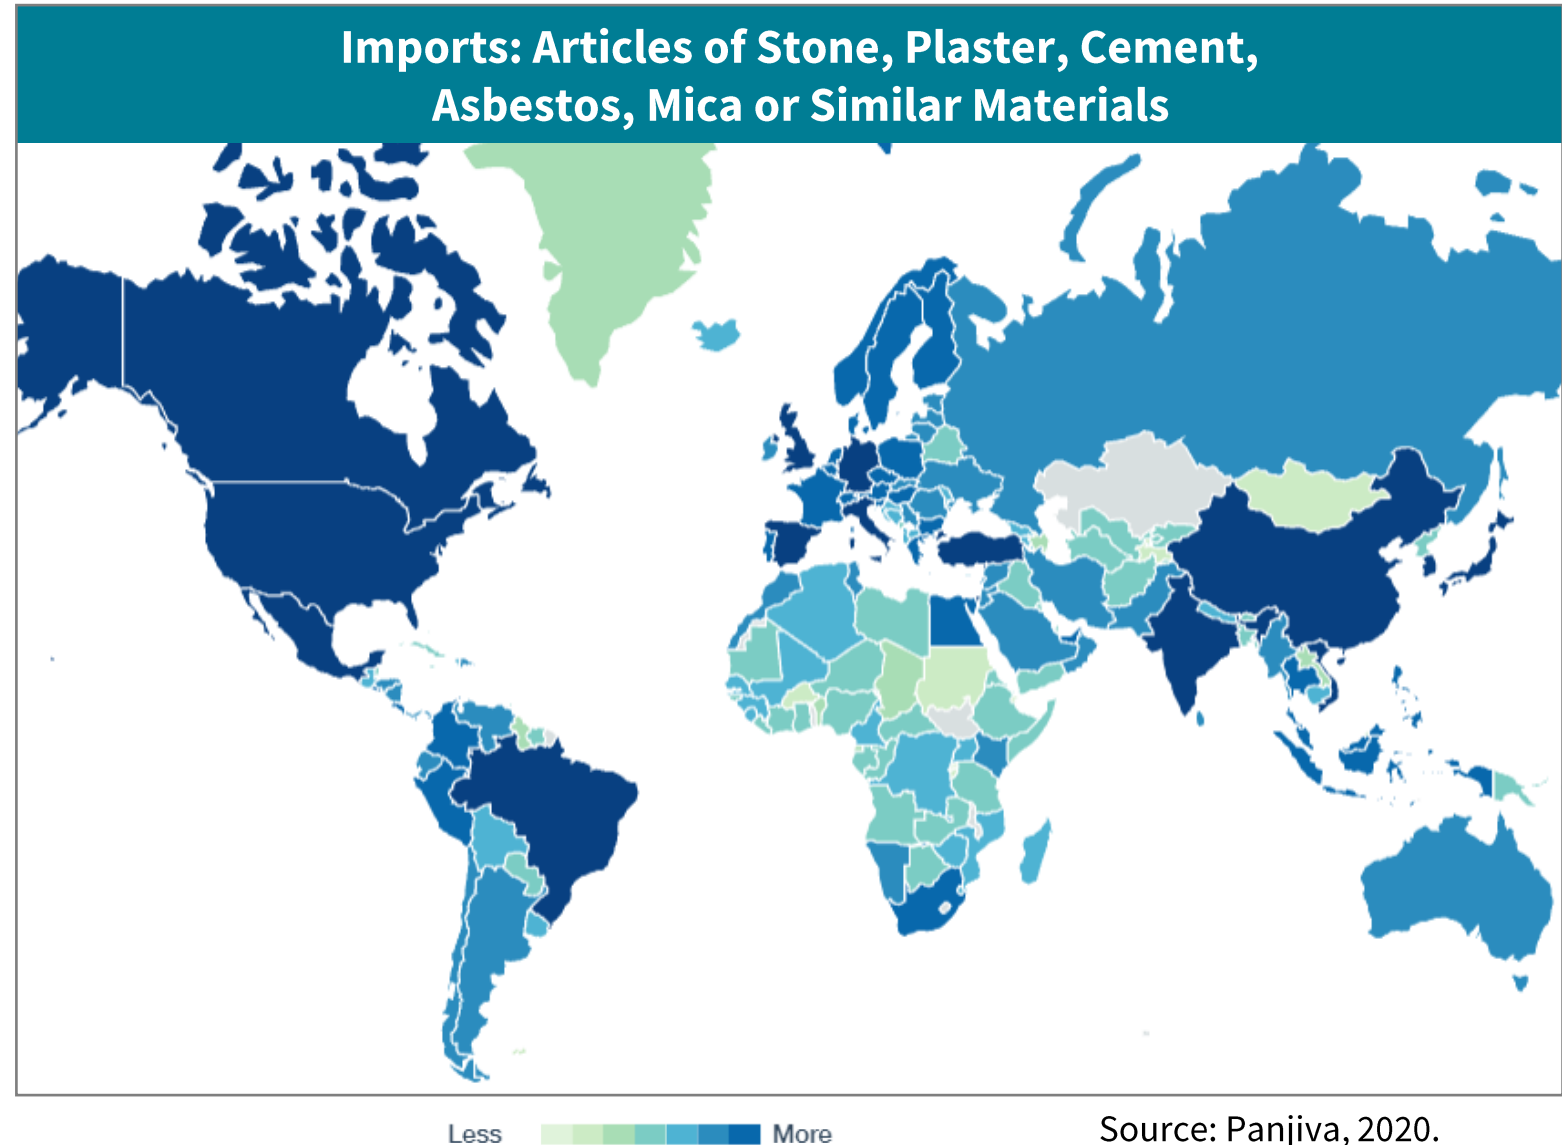 Imports: Articles of Stone, Plaster, Cement,
Asbestos, Mica or Similar Materials
Less More
Source: Panjiva, 2020.